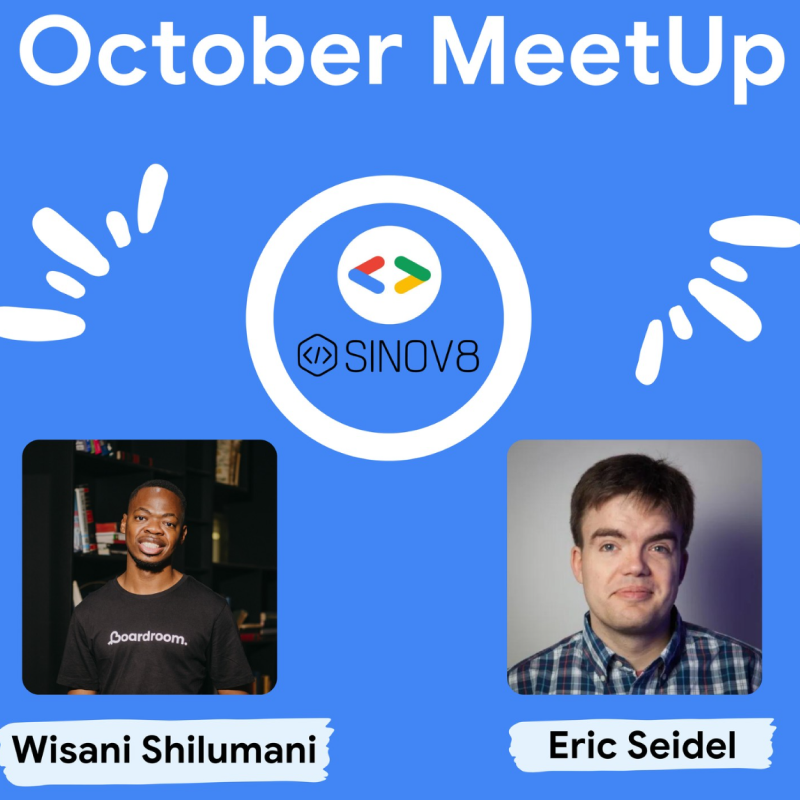 October MeetUp
</> SINOV8
Boardroom.
Wisani Shilumani
Eric Seidel